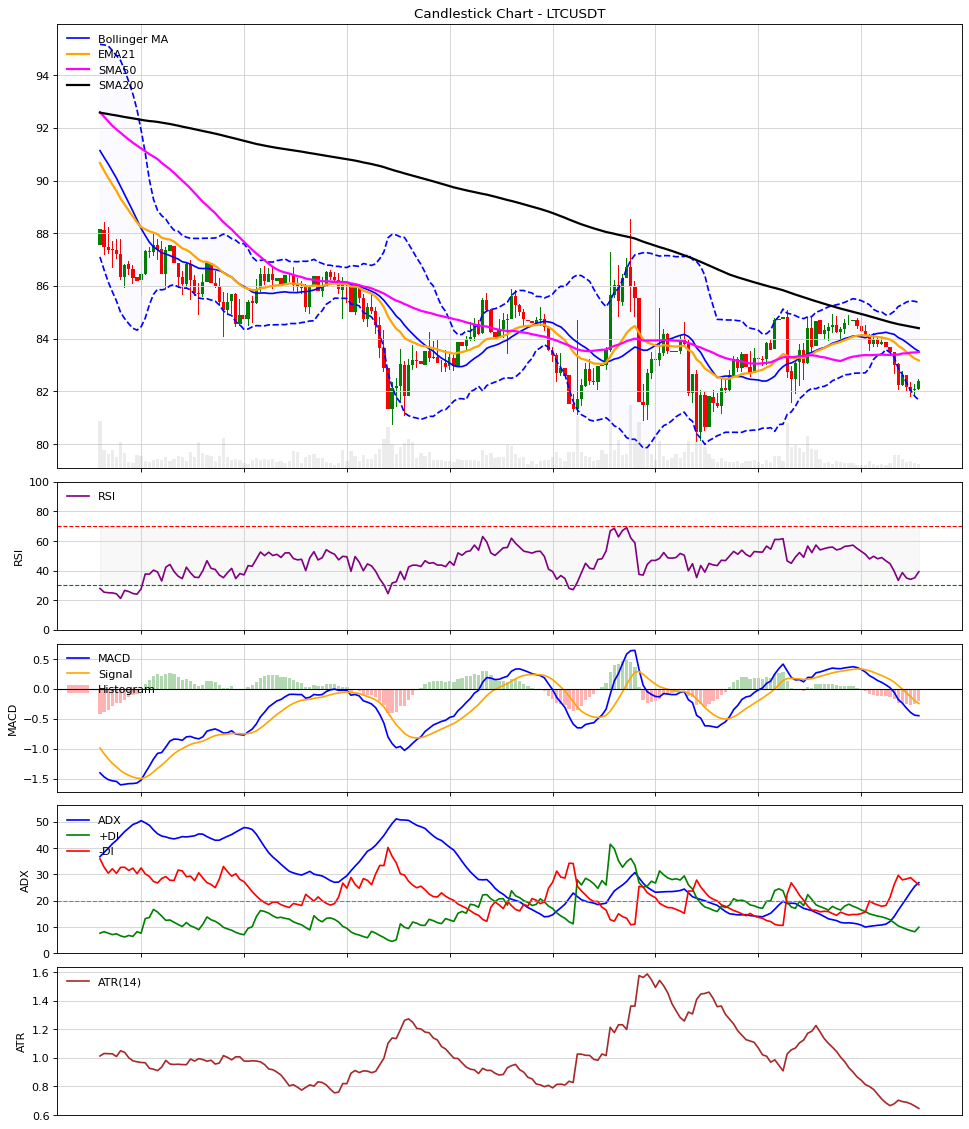 Candlestick Chart - LTCUSDT
Bollinger MA
EMA21
SMA50
SMA200
94
92
90
88
86
84
82
80
RSI
RSI
100
80
60
40
20
0
MACD
Signal
Histogram
MACD
0.5
0.0
−0.5
−1.0
−1.5
ADX
+DI
-DI
ADX
50
40
30
20
10
0
ATR(14)
ATR
1.6
1.4
1.2
1.0
0.8
0.6